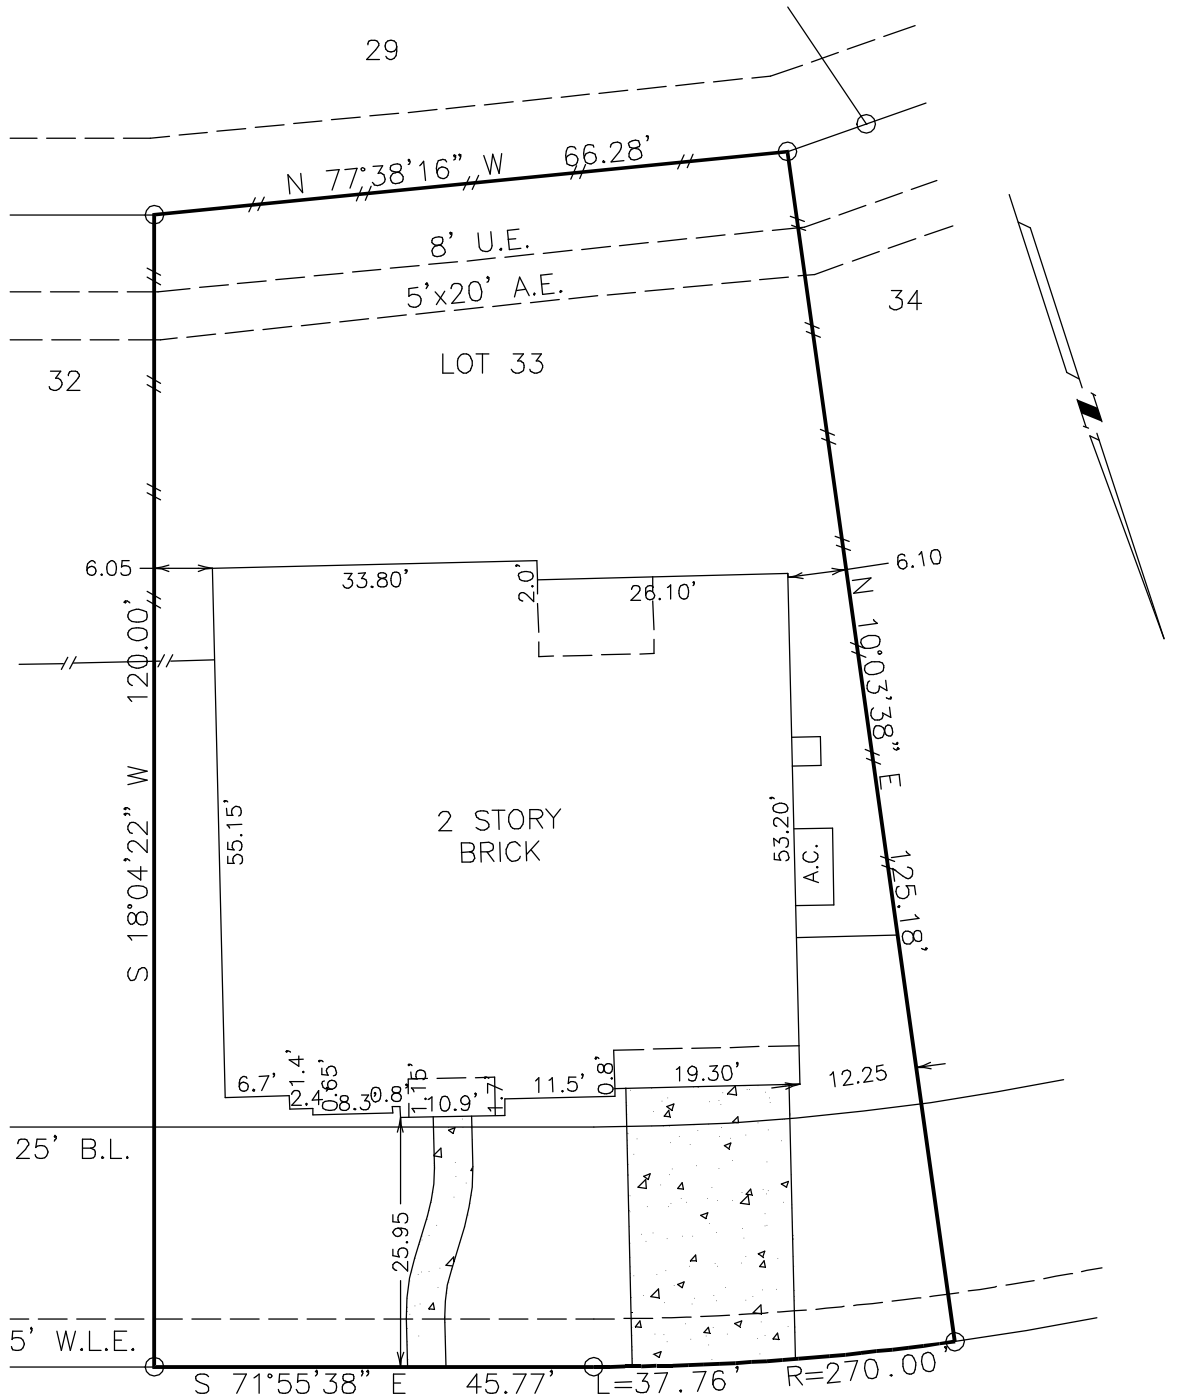 29
N 77°38'16" W 66.28'
8' U.E.
5'x20' A.E.
34
LOT 33
32
6.05
33.80'
2.0'
26.10'
6.10
S 18°04'22" W 120.00'
N 10°03'38" E 125.18'
55.15'
2 STORY
BRICK
53.20'
A.C.
6.7'
1.4'
2.4
0.65'
8.3'
0.8'
1.15'
10.9'
1.7'
11.5'
0.8'
19.30'
12.25
25' B.L.
25.95
5' W.L.E.
S 71°55'38" E 45.77' L=37.76' R=270.00'